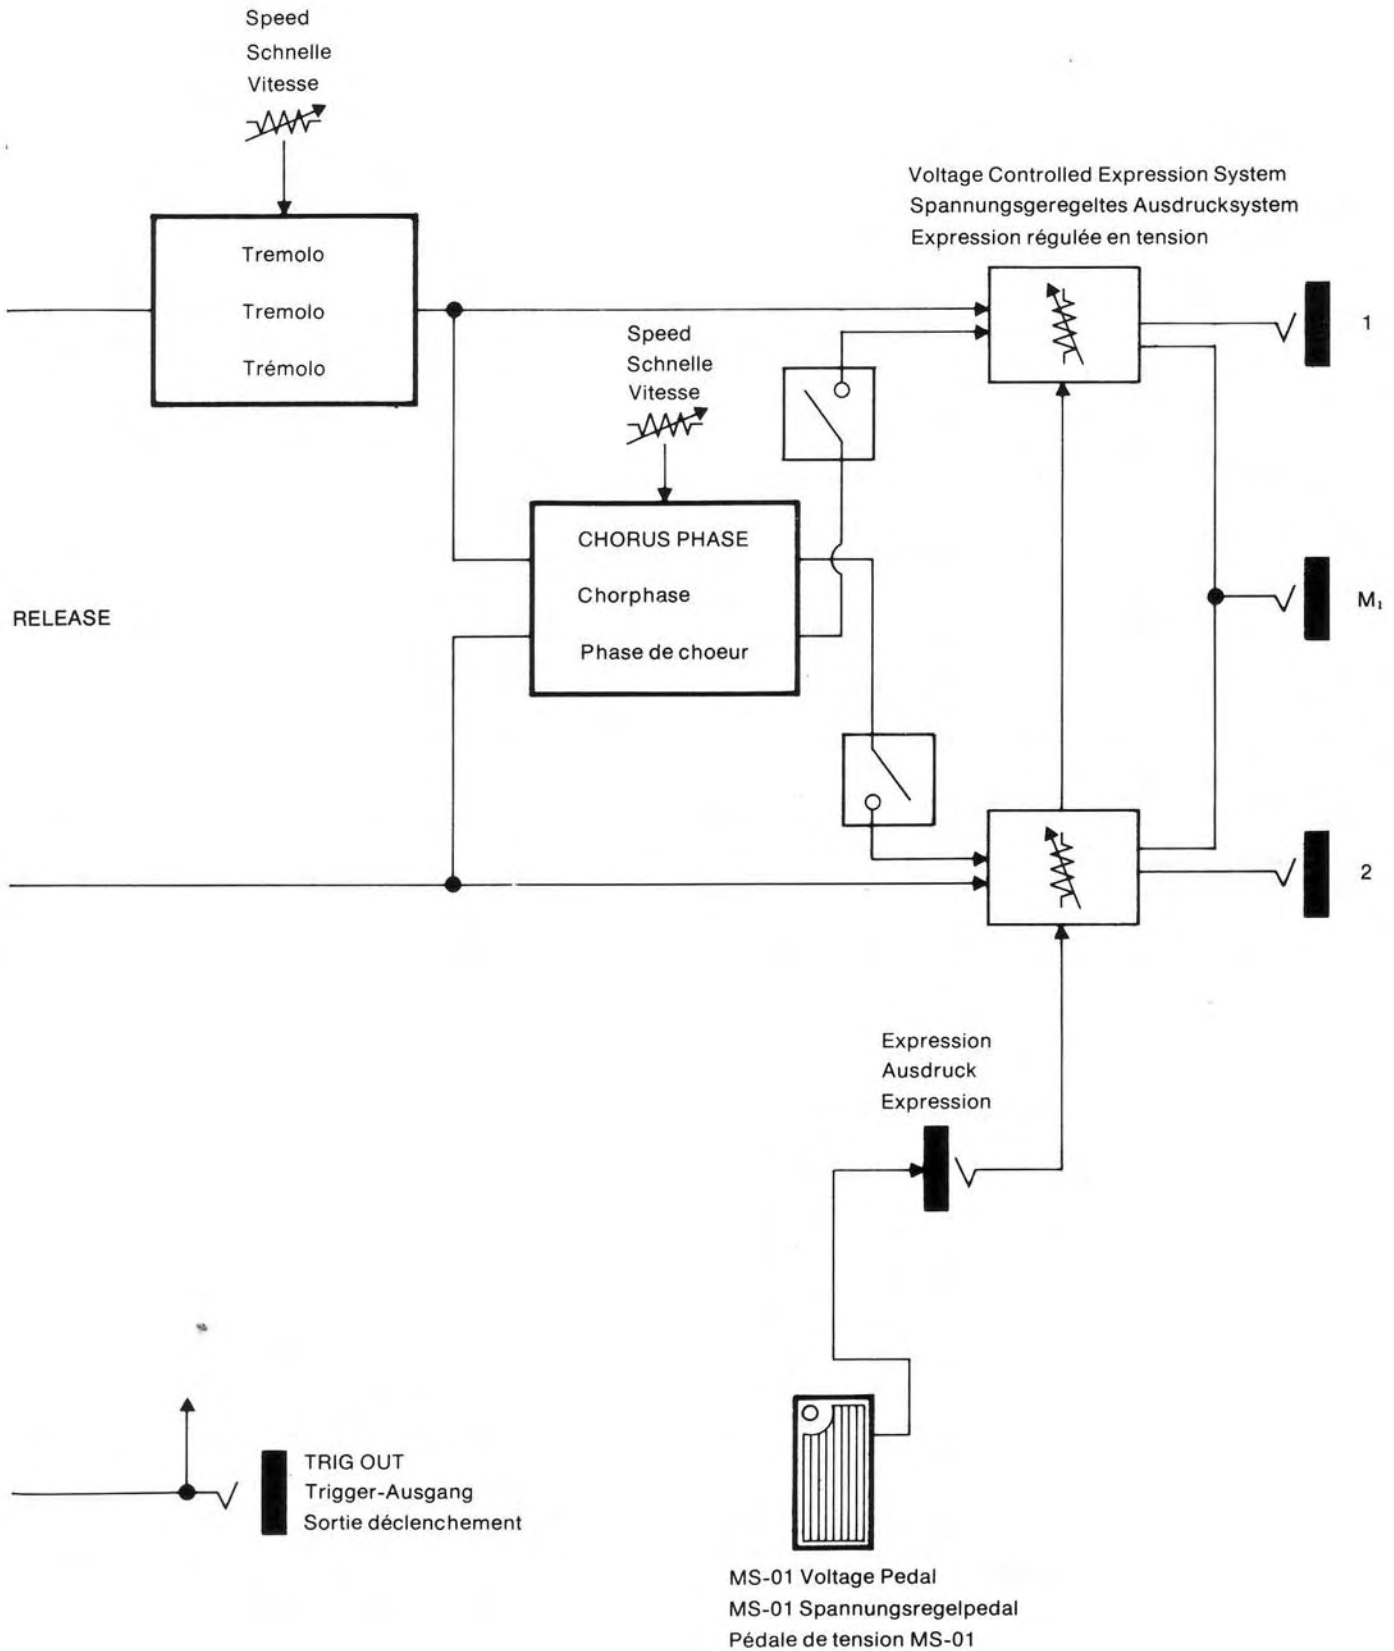 Speed
Schnelle
Vitesse
Voltage Controlled Expression System
Spannungsgeregeltes Ausdrucksystem
Expression régulée en tension
Tremolo
Tremolo
Trémolo
1
Speed
Schnelle
Vitesse
CHORUS PHASE
Chorphase
Phase de choeur
RELEASE
M₁
2
Expression
Ausdruck
Expression
TRIG OUT
Trigger-Ausgang
Sortie déclenchement
MS-01 Voltage Pedal
MS-01 Spannungsregelpedal
Pédale de tension MS-01